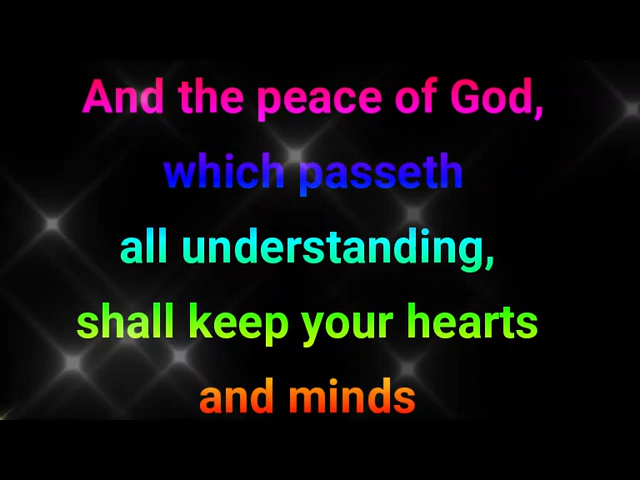 And the peace of God,
which passeth
all understanding,
shall keep your hearts
and minds